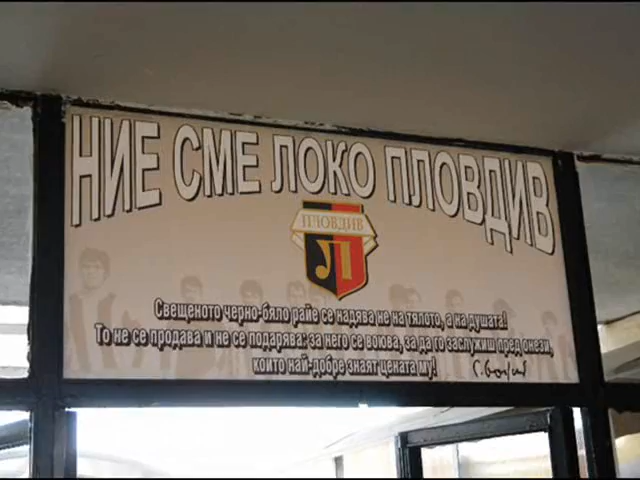 НИЕ СМЕ ЛОКО ПЛОВДИВ
ПЛОВДИВ
Свещеното черно-бяло райе се надява не на тялото, а на душата!
То не се продава и не се подарява: за него се воюва, за да го заслужиш пред онези,
които най-добре знаят цената му!